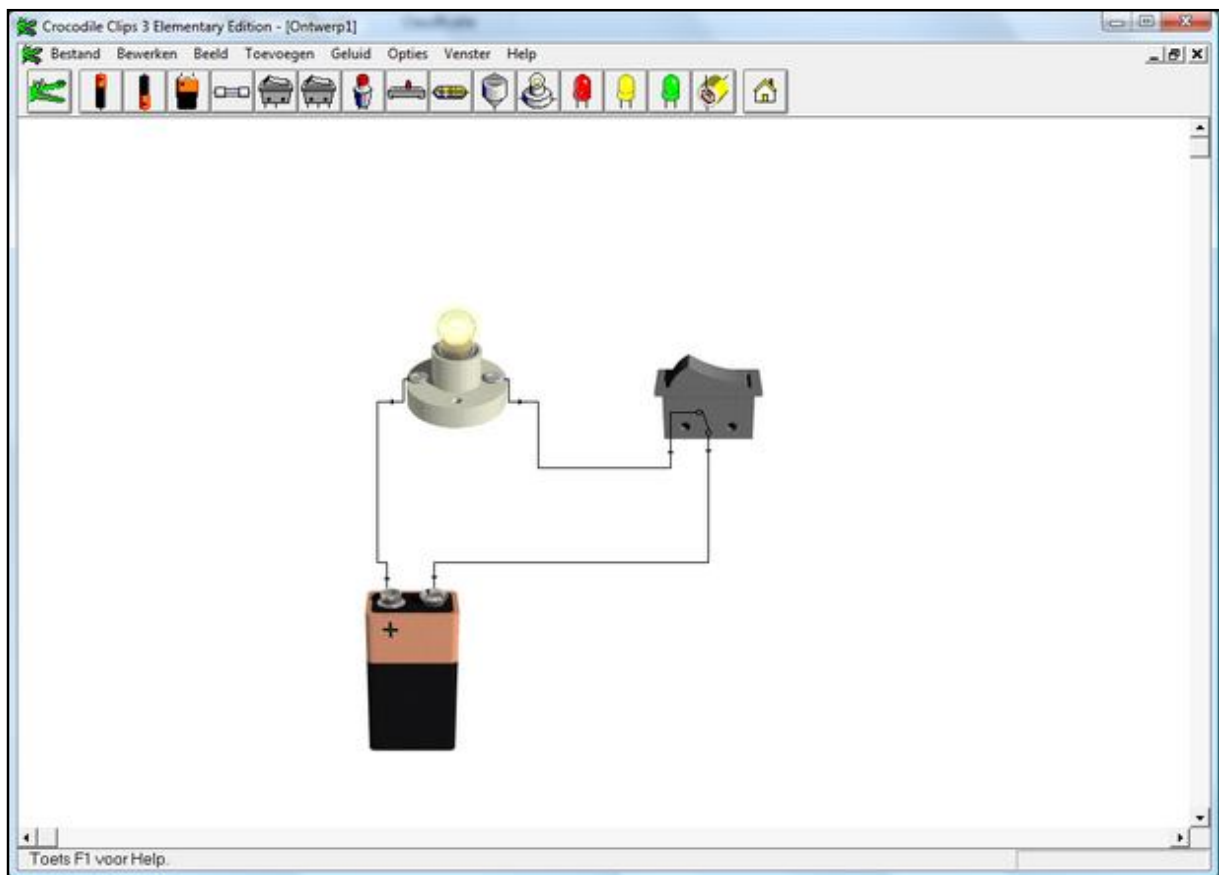 Crocodile Clips 3 Elementary Edition - [Ontwerp1]
Bestand Bewerken Beeld Toevoegen Geluid Opties Venster Help
+
Toets F1 voor Help.